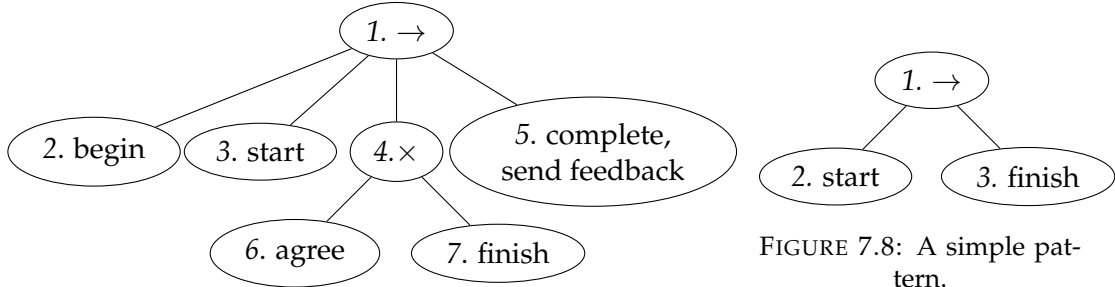 1. →
2. begin
3. start
4.×
5. complete,
send feedback
6. agree
7. finish
1. →
2. start
3. finish
FIGURE 7.8: A simple pat-
tern.